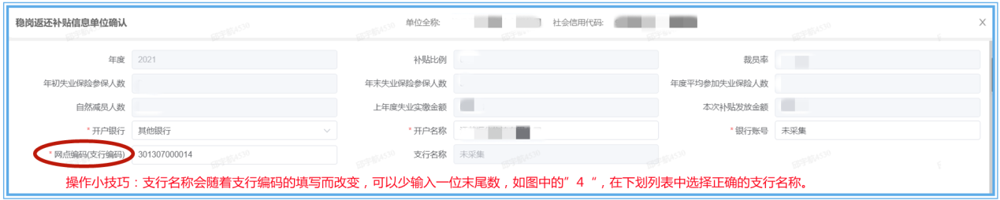 稳岗返还补贴信息单位确认 单位全称: 社会信用代码: X
年度 2021 补贴比例 裁员率
年初失业保险参保人数 年末失业保险参保人数 年度平均参加失业保险人数
自然减员人数 上年度失业实缴金额 本次补贴发放金额
* 开户银行 其他银行 * 开户名称 * 银行账号 未采集
* 网点编码(支行编码) 301307000014 支行名称 未采集
操作小技巧：支行名称会随着支行编码的填写而改变，可以少输入一位末尾数，如图中的”4“，在下划列表中选择正确的支行名称。